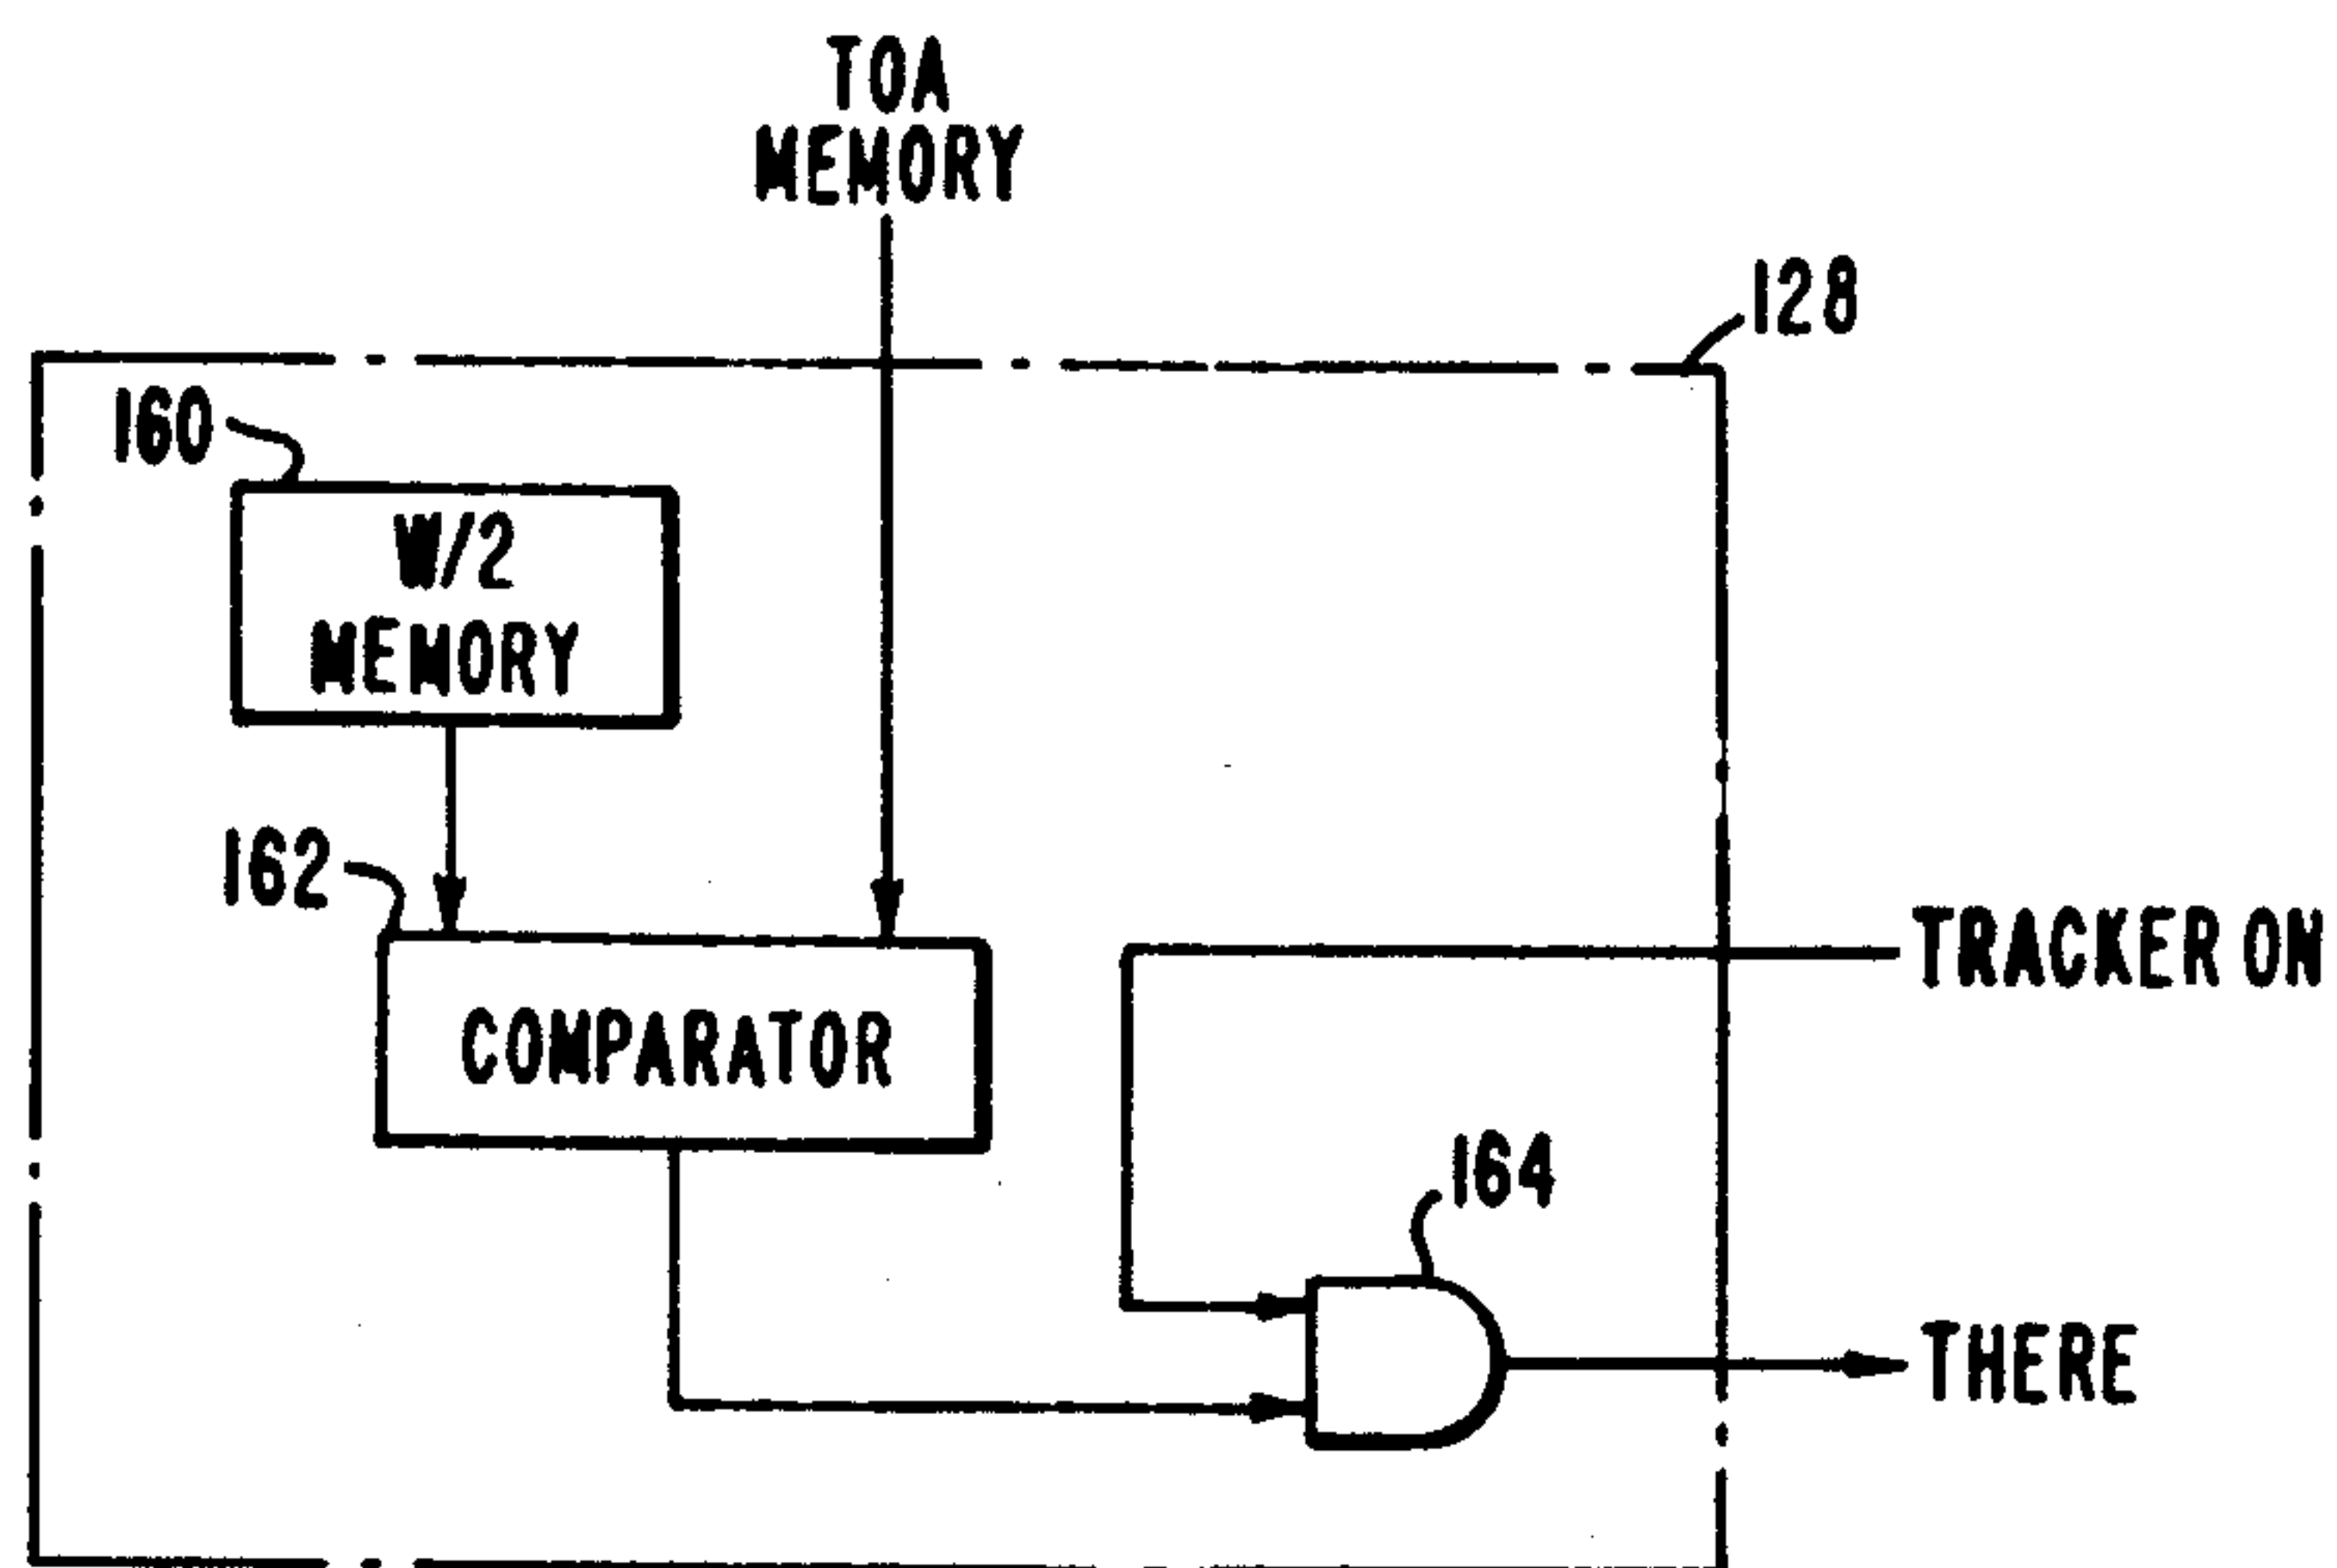 TOA
MEMORY
128
160
W/2
MEMORY
162
TRACKER ON
COMPARATOR
164
THERE